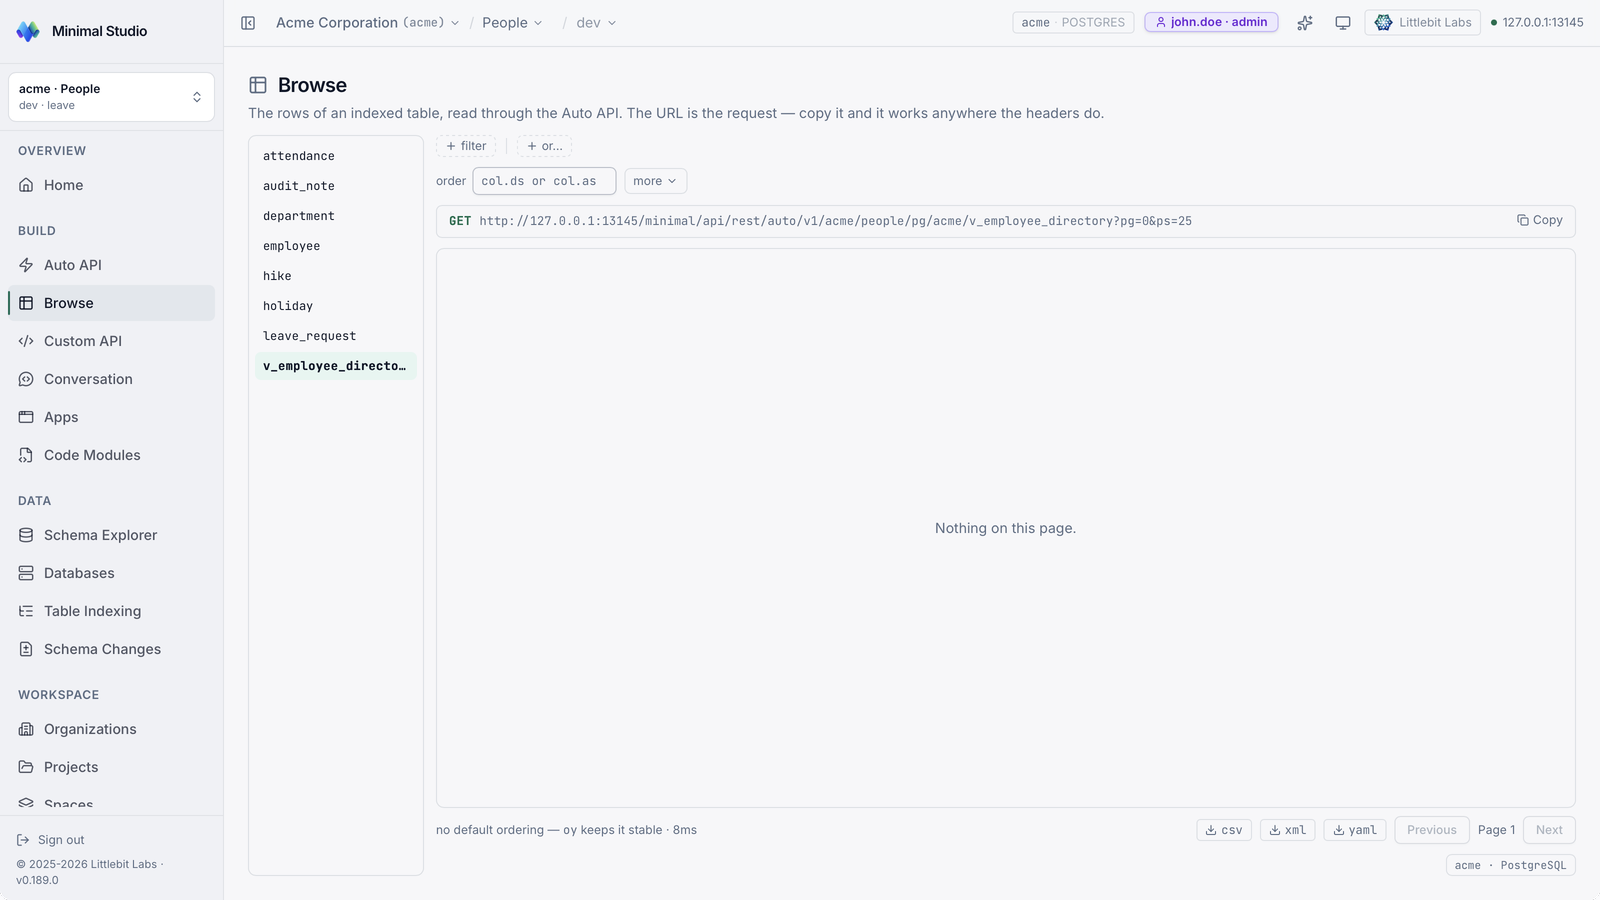 Minimal Studio
Acme Corporation (acme) / People / dev
acme · POSTGRES
john.doe · admin
Littlebit Labs
127.0.0.1:13145
acme · People
dev · leave
OVERVIEW
Home
BUILD
Auto API
Browse
Custom API
Conversation
Apps
Code Modules
DATA
Schema Explorer
Databases
Table Indexing
Schema Changes
WORKSPACE
Organizations
Projects
Spaces
Sign out
© 2025-2026 Littlebit Labs ·
v0.189.0
Browse
The rows of an indexed table, read through the Auto API. The URL is the request — copy it and it works anywhere the headers do.
attendance
audit_note
department
employee
hike
holiday
leave_request
v_employee_directo…
+ filter
+ or...
order col.ds or col.as more
GET http://127.0.0.1:13145/minimal/api/rest/auto/v1/acme/people/pg/acme/v_employee_directory?pg=0&ps=25 Copy
Nothing on this page.
no default ordering — oy keeps it stable · 8ms
csv
xml
yaml
Previous
Page 1
Next
acme · PostgreSQL